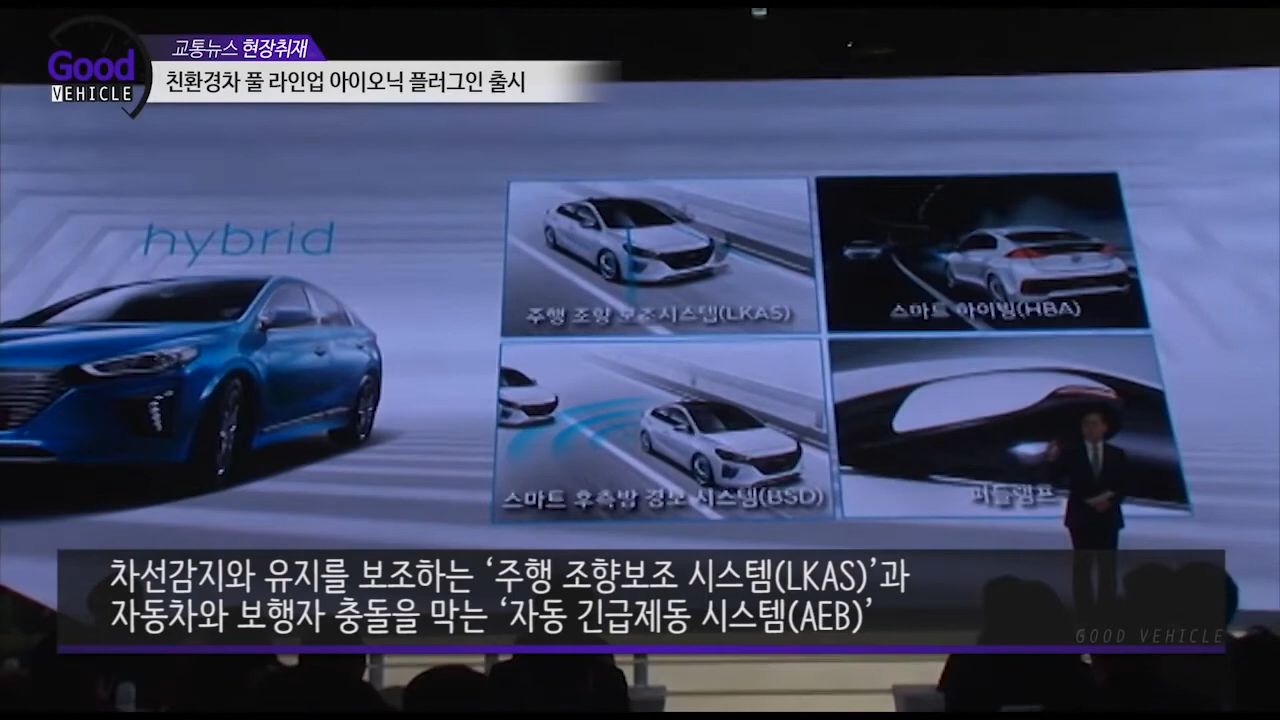 교통뉴스 현장취재
Good
VEHICLE
친환경차 풀 라인업 아이오닉 플러그인 출시
hybrid
주행 조향 보조시스템(LKAS)
스마트 하이빔(HBA)
스마트 후측방 경보 시스템(BSD)
퍼들램프
차선감지와 유지를 보조하는 ‘주행 조향보조 시스템(LKAS)’과
자동차와 보행자 충돌을 막는 ‘자동 긴급제동 시스템(AEB)’
GOOD VEHICLE